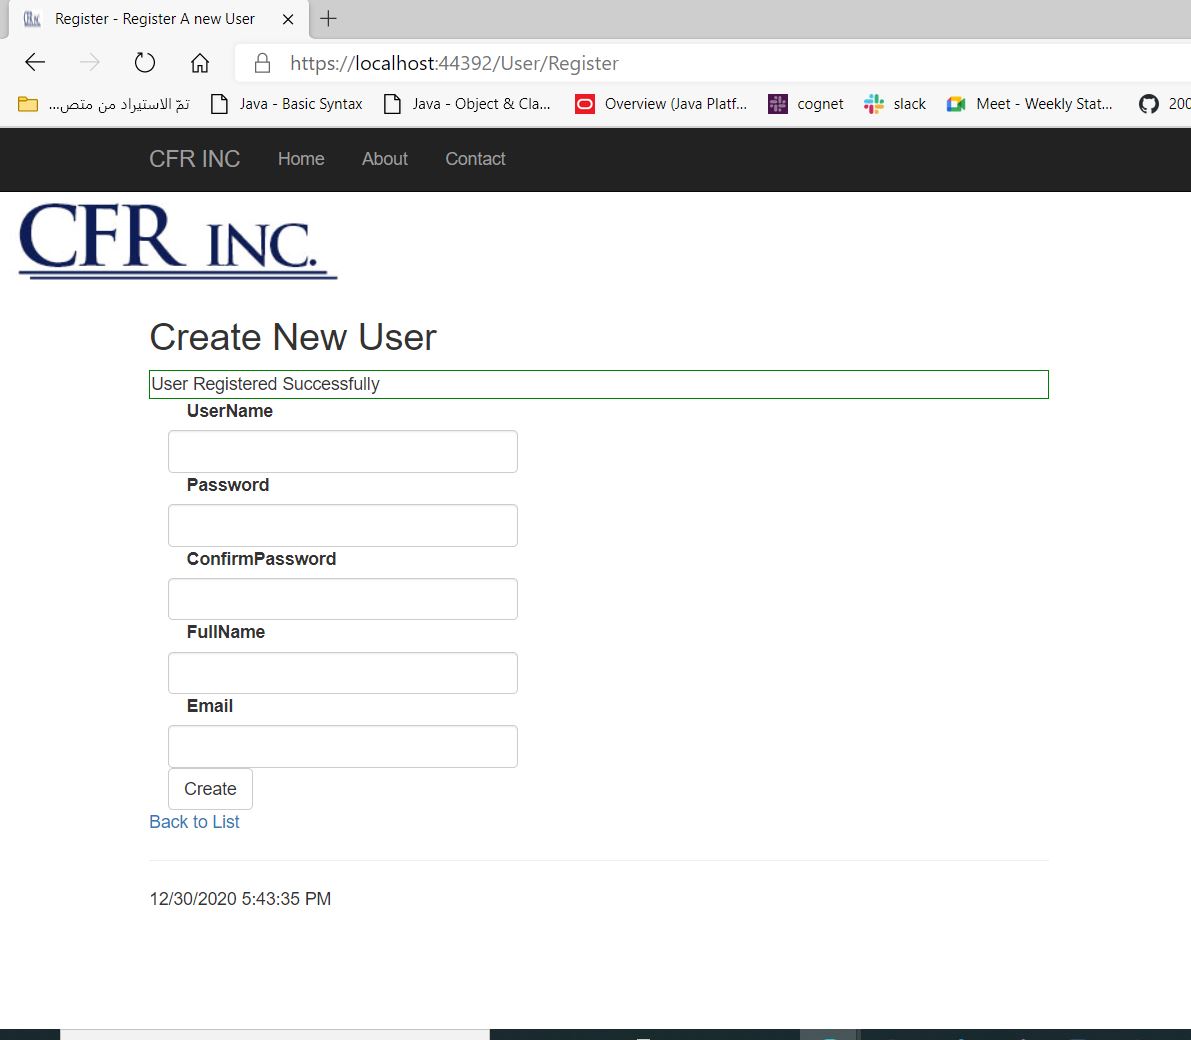 Register - Register A new User
https://localhost:44392/User/Register
تمّ الاستيراد من متص...
Java - Basic Syntax
Java - Object & Cla...
Overview (Java Platf...
cognet
slack
Meet - Weekly Stat...
200
CFR INC
Home
About
Contact
CFR INC.
Create New User
User Registered Successfully
UserName
Password
ConfirmPassword
FullName
Email
Create
Back to List
12/30/2020 5:43:35 PM